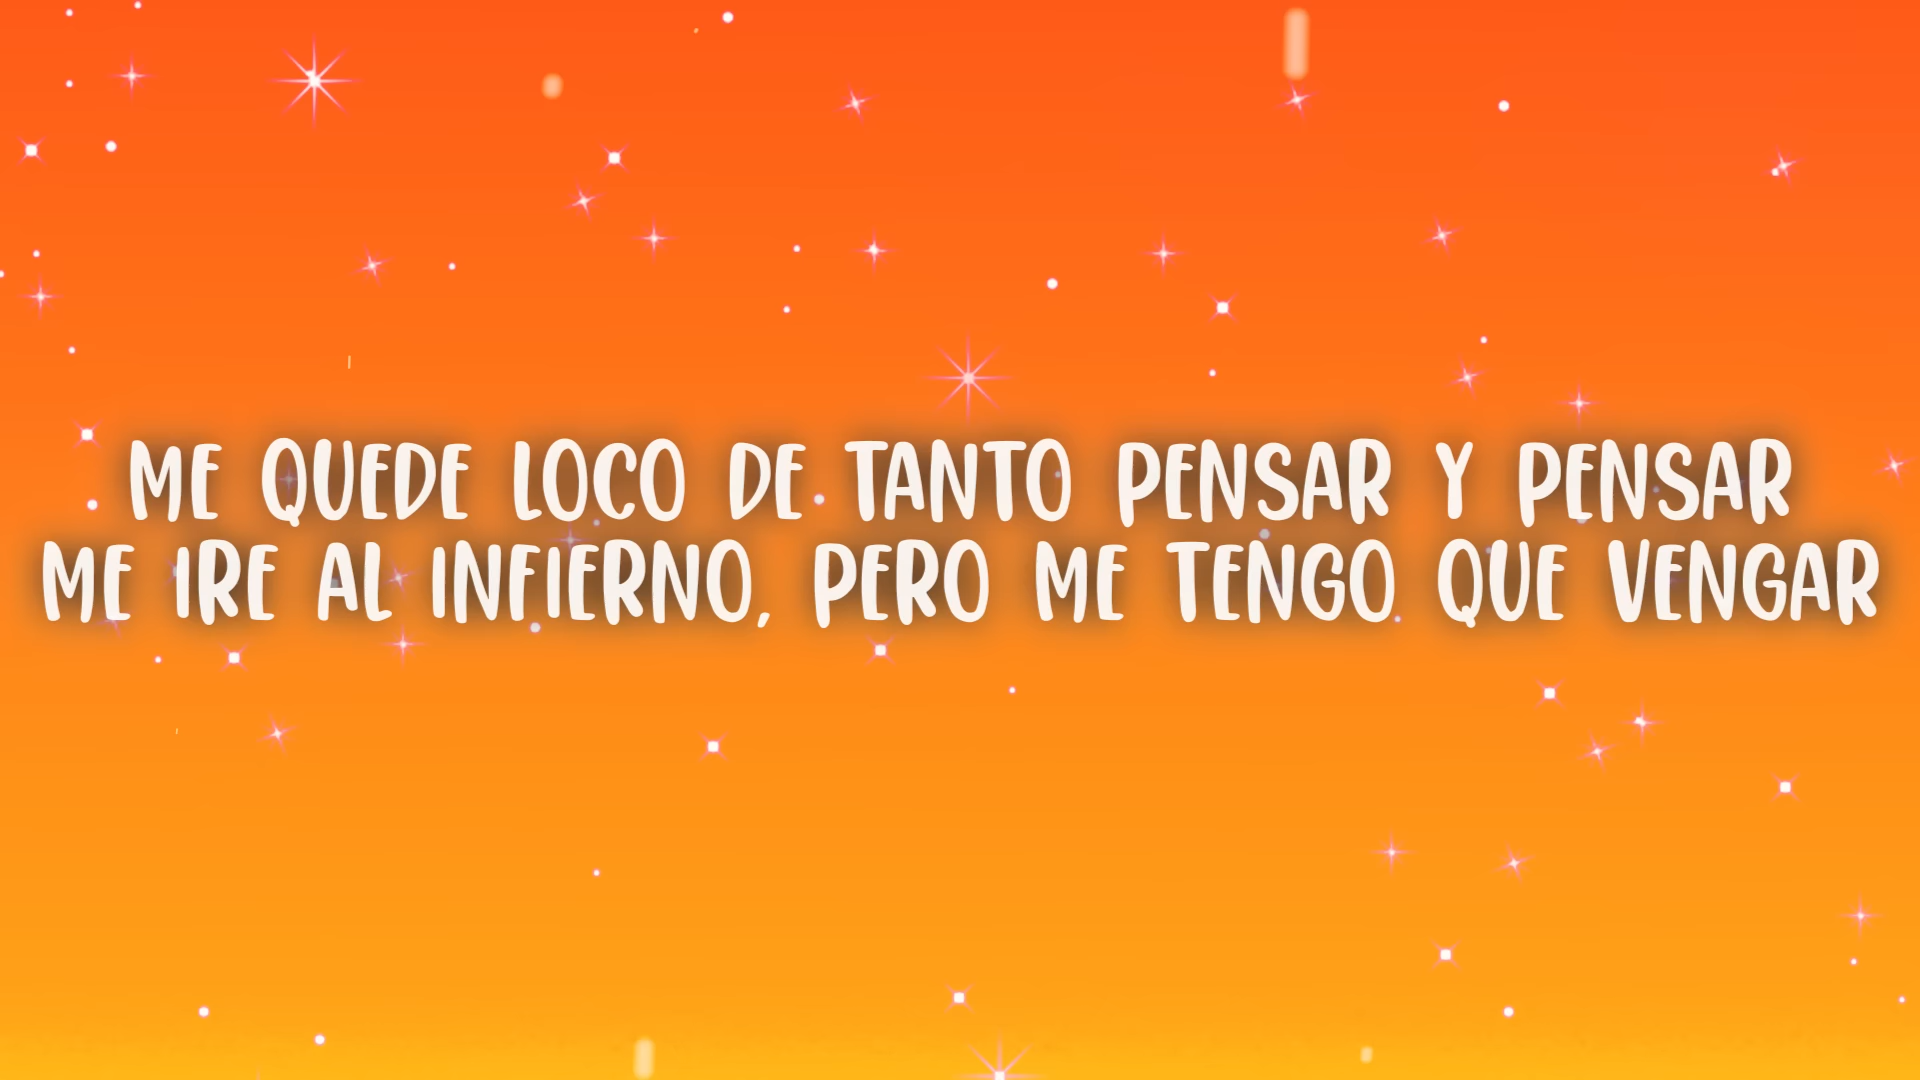 ME QUEDE LOCO DE TANTO PENSAR Y PENSAR
ME IRE AL INFIERNO, PERO ME TENGO QUE VENGAR